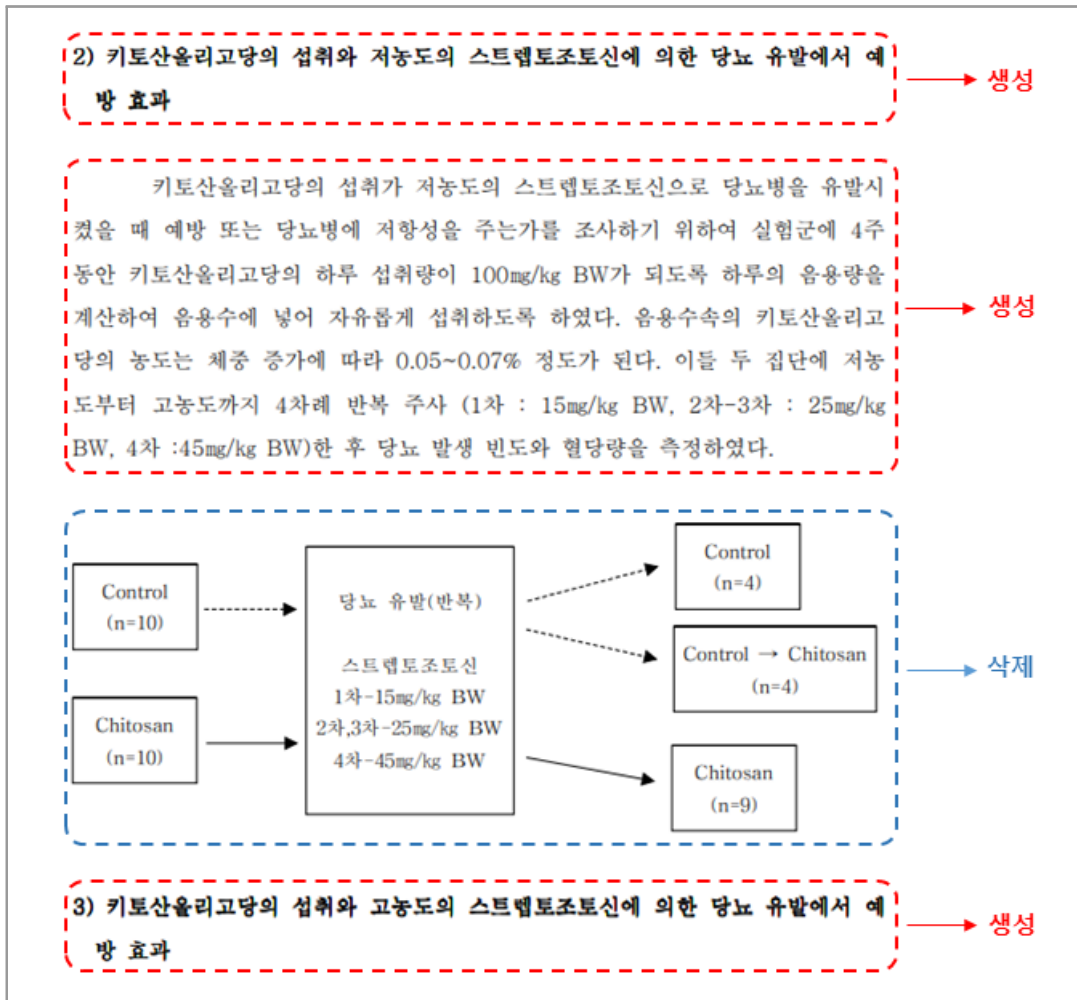 2) 키토산올리고당의 섭취와 저농도의 스트렙토조토신에 의한 당뇨 유발에서 예
방 효과
생성
키토산올리고당의 섭취가 저농도의 스트렙토조토신으로 당뇨병을 유발시
켰을 때 예방 또는 당뇨병에 저항성을 주는가를 조사하기 위하여 실험군에 4주
동안 키토산올리고당의 하루 섭취량이 100㎎/kg BW가 되도록 하루의 음용량을
계산하여 음용수에 넣어 자유롭게 섭취하도록 하였다. 음용수속의 키토산올리고
당의 농도는 체중 증가에 따라 0.05~0.07% 정도가 된다. 이들 두 집단에 저농
도부터 고농도까지 4차례 반복 주사 (1차 : 15㎎/kg BW, 2차-3차 : 25㎎/kg
BW, 4차 :45㎎/kg BW)한 후 당뇨 발생 빈도와 혈당량을 측정하였다.
생성
Control
(n=10)
Chitosan
(n=10)
당뇨 유발(반복)
스트렙토조토신
1차-15㎎/kg BW
2차,3차-25㎎/kg BW
4차-45㎎/kg BW
Control
(n=4)
Control → Chitosan
(n=4)
Chitosan
(n=9)
삭제
3) 키토산올리고당의 섭취와 고농도의 스트렙토조토신에 의한 당뇨 유발에서 예
방 효과
생성